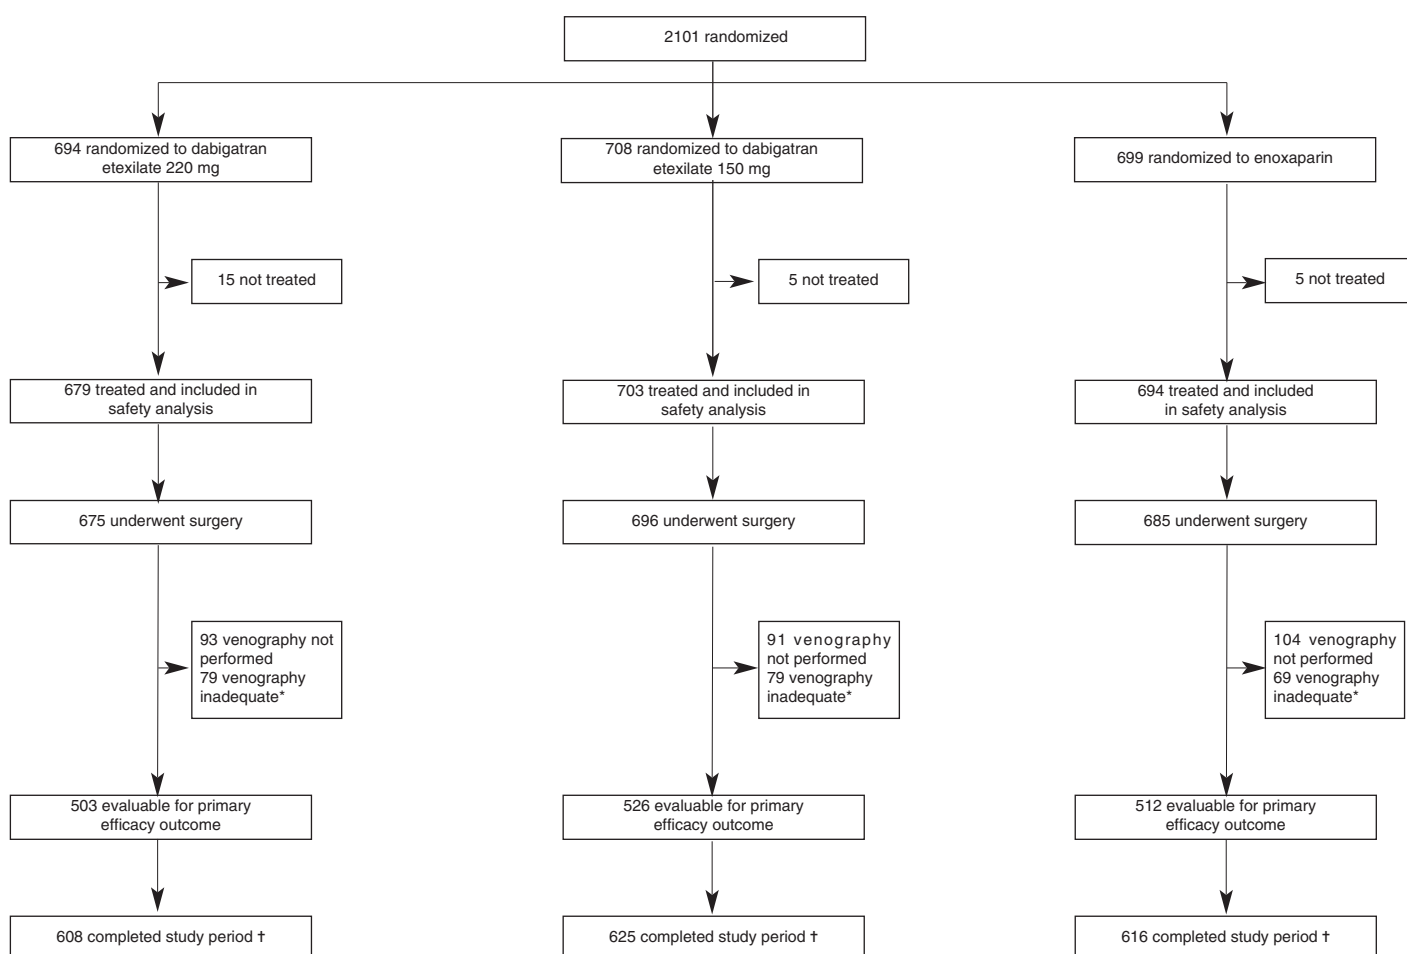 2101 randomized
694 randomized to dabigatran
etexilate 220 mg
708 randomized to dabigatran
etexilate 150 mg
699 randomized to enoxaparin
15 not treated
5 not treated
5 not treated
679 treated and included in
safety analysis
703 treated and included in
safety analysis
694 treated and included
in safety analysis
675 underwent surgery
696 underwent surgery
685 underwent surgery
93 venography not
performed
79 venography
inadequate*
91 venography
not performed
79 venography
inadequate*
104 venography
not performed
69 venography
inadequate*
503 evaluable for primary
efficacy outcome
526 evaluable for primary
efficacy outcome
512 evaluable for primary
efficacy outcome
608 completed study period †
625 completed study period †
616 completed study period †